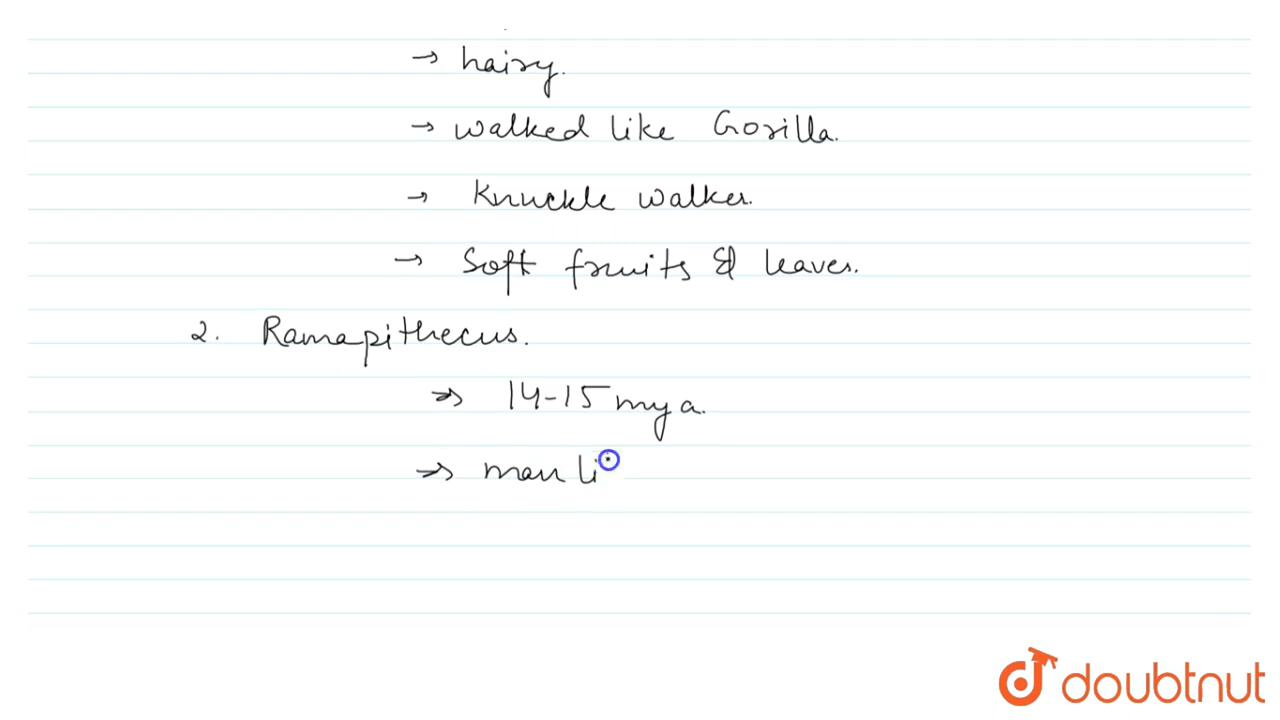 → hairy.
→ walked like Gorilla.
→ Knuckle walker.
→ Soft fruits & leaves.
2. Ramapithecus.
⇒ 14-15 mya.
⇒ man li
doubtnut